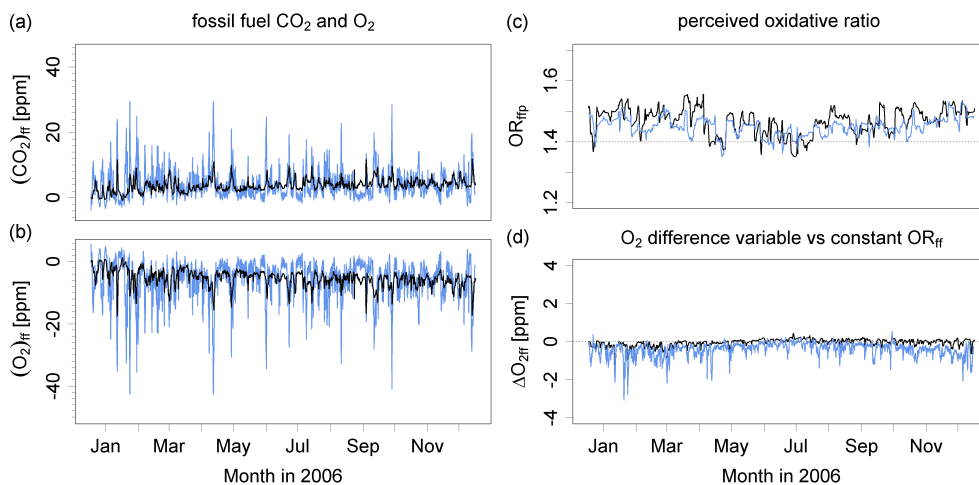 (a) fossil fuel CO₂ and O₂
(CO₂)ff [ppm]
40
20
0
(b)
(O₂)ff [ppm]
0
−20
−40
Jan Mar May Jul Sep Nov
Month in 2006
(c) perceived oxidative ratio
ORffp
1.6
1.4
1.2
(d) O₂ difference variable vs constant ORff
ΔO₂ff [ppm]
4
2
0
−2
−4
Jan Mar May Jul Sep Nov
Month in 2006